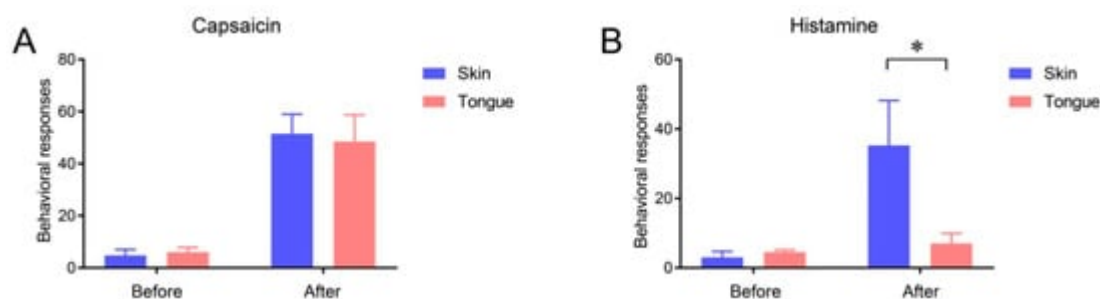 A
Capsaicin
Behavioral responses
80
60
40
20
0
Before
After
Skin
Tongue
B
Histamine
Behavioral responses
60
40
20
0
*
Before
After
Skin
Tongue